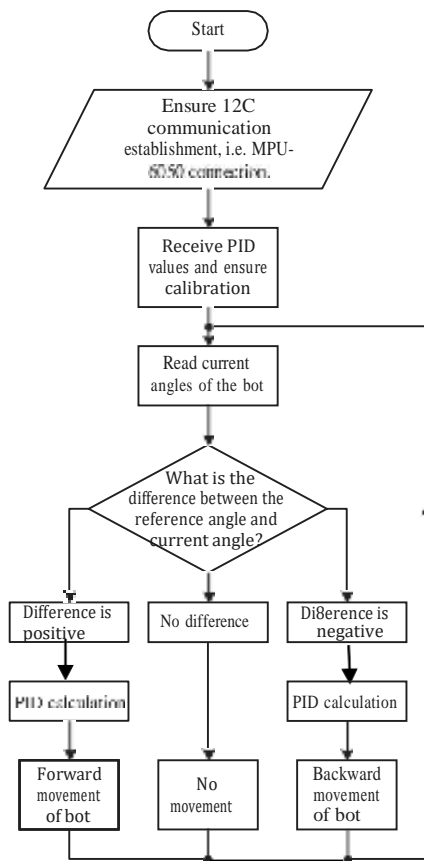 Start
Ensure 12C
communication
establishment, i.e. MPU-
6050 connection.
Receive PID
values and ensure
calibration
Read current
angles of the bot
What is the
difference between the
reference angle and
current angle?
Difference is
positive
No difference
Di8erence is
negative
PID calculation
PID calculation
Forward
movement
of bot
No
movement
Backward
movement
of bot